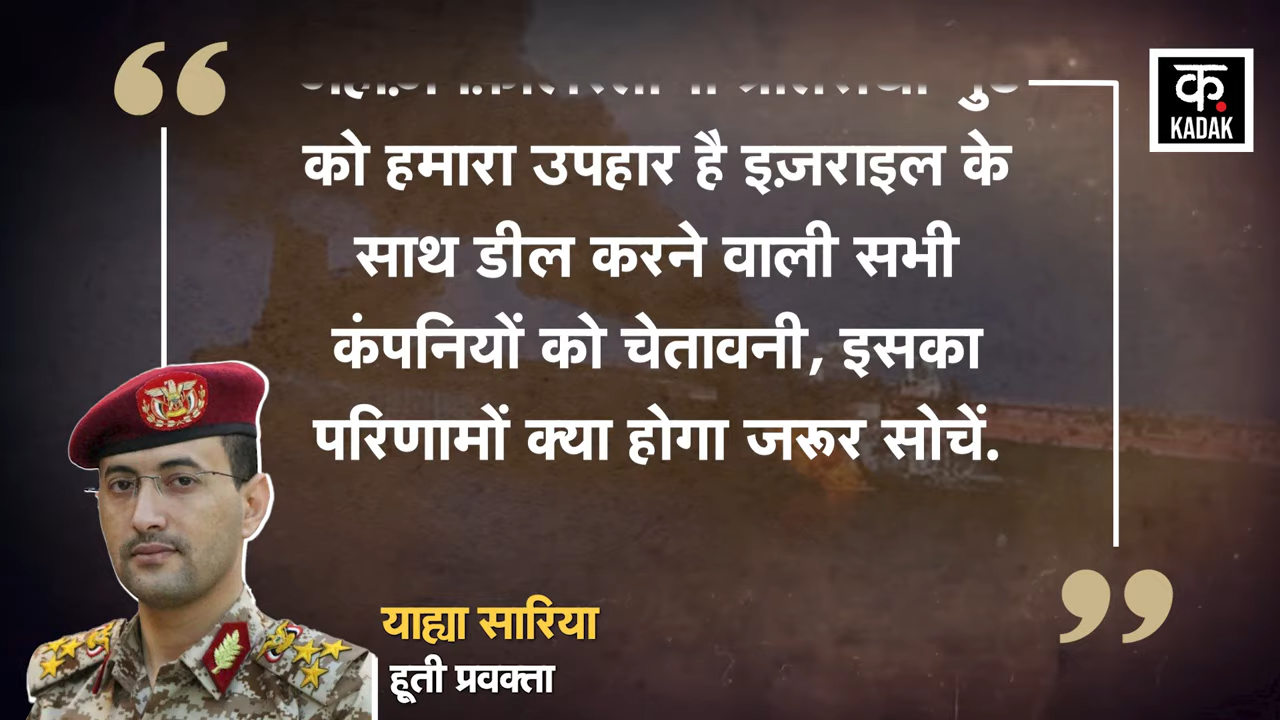 को हमारा उपहार है इज़राइल के
साथ डील करने वाली सभी
कंपनियों को चेतावनी, इसका
परिणामों क्या होगा जरूर सोचें.
याह्या सारिया
हूती प्रवक्ता
क.
KADAK